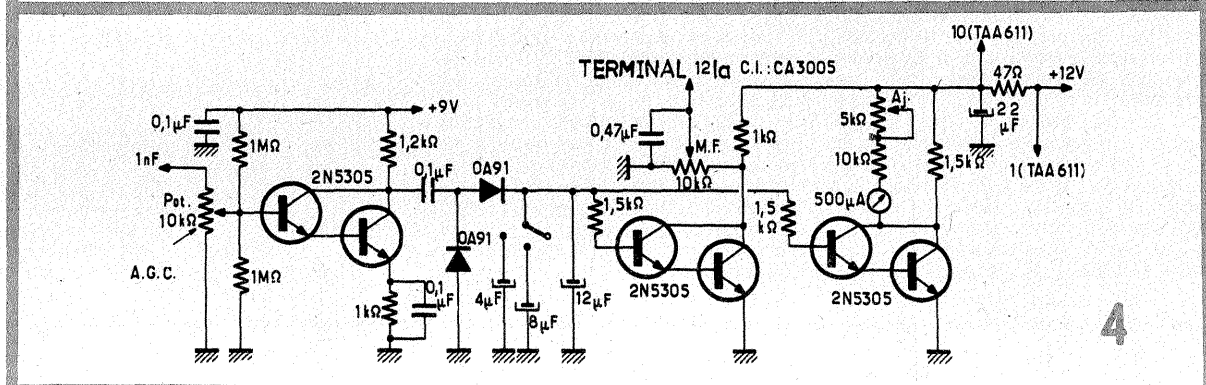 10(TAA611)
TERMINAL 12 la C.I.: CA3005
47Ω
+12V
+9V
Aj.
5kΩ
22
μF
0,1μF
1MΩ
1,2kΩ
0,47μF
M.F.
1kΩ
1nF
10kΩ
10kΩ
1,5kΩ
1(TAA611)
2N5305
0,1μF
OA91
Pot.
10kΩ
500μA
1,5kΩ
1,5
kΩ
OA91
A.G.C.
1MΩ
1kΩ
0,1
μF
4μF
8μF
12μF
2N5305
2N5305
4